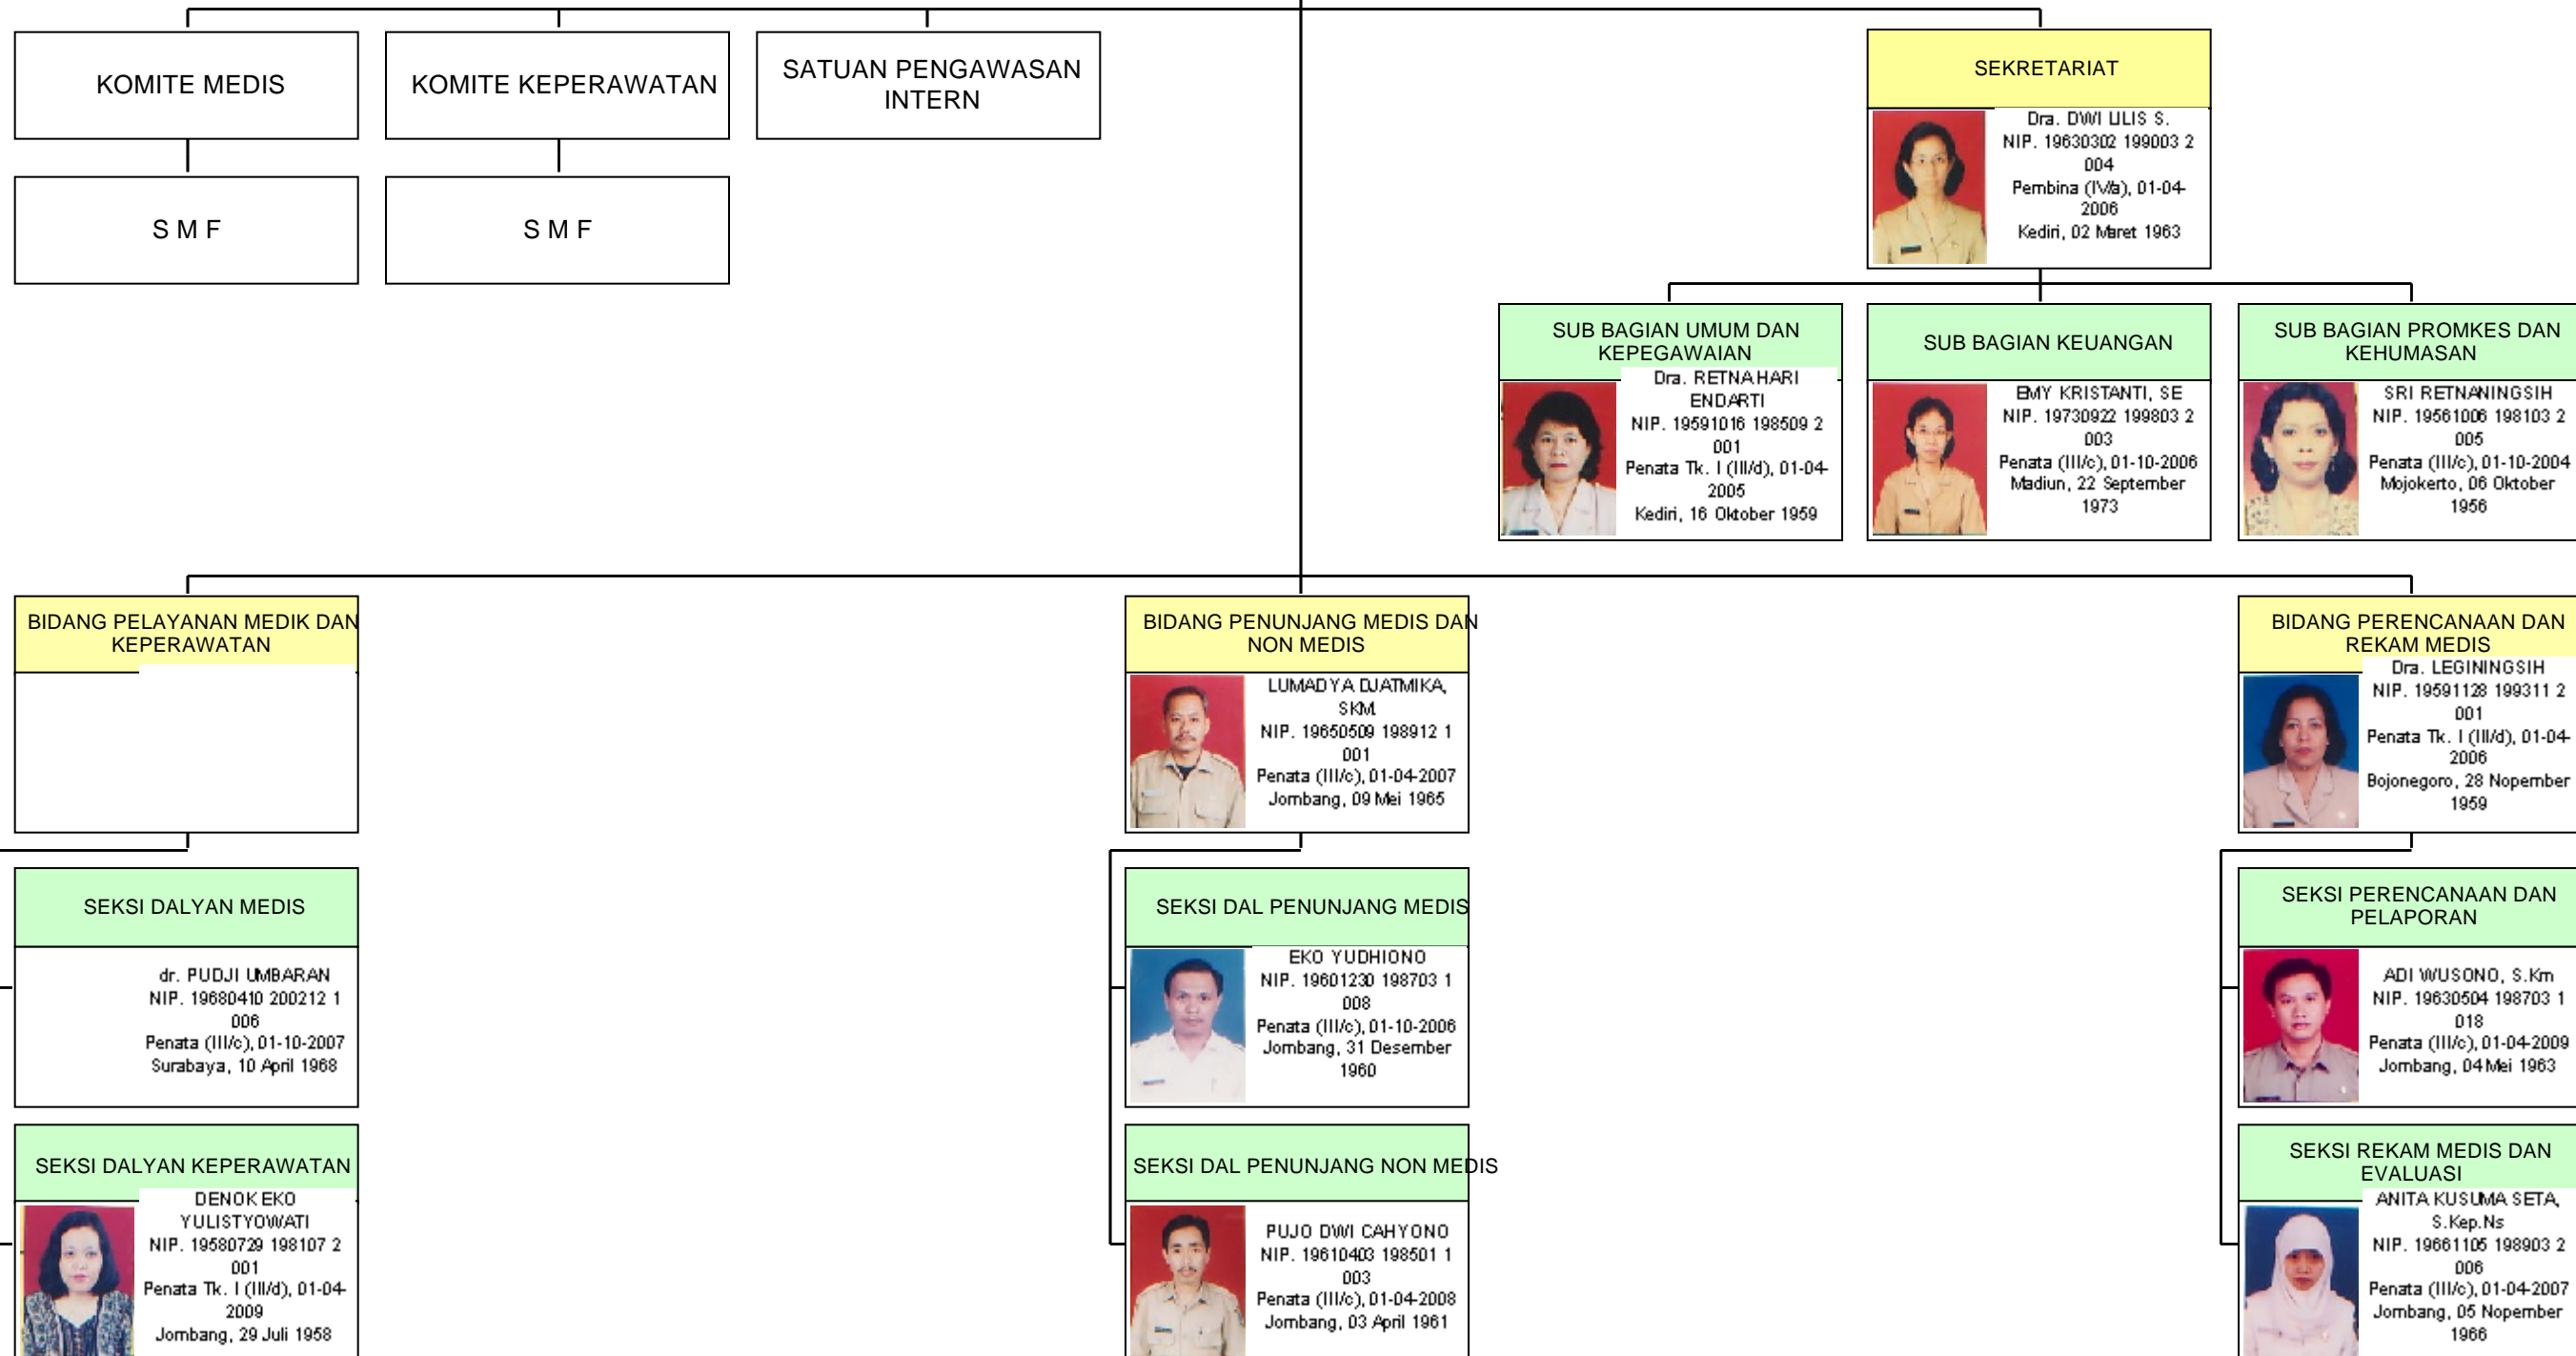 KOMITE MEDIS
KOMITE KEPERAWATAN
SATUAN PENGAWASAN
INTERN
SEKRETARIAT
Dra. DWI LILIS S.
NIP. 19630302 199003 2
004
Pembina (IV/a), 01-04-
2006
Kediri, 02 Maret 1963
S M F
S M F
SUB BAGIAN UMUM DAN
KEPEGAWAIAN
Dra. RETNA HARI
ENDARTI
NIP. 19591016 198509 2
001
Penata Tk. I (III/d), 01-04-
2005
Kediri, 16 Oktober 1959
SUB BAGIAN KEUANGAN
EMY KRISTANTI, SE
NIP. 19730922 199803 2
003
Penata (III/c), 01-10-2006
Madiun, 22 September
1973
SUB BAGIAN PROMKES DAN
KEHUMASAN
SRI RETNANINGSIH
NIP. 19561006 198103 2
005
Penata (III/c), 01-10-2004
Mojokerto, 06 Oktober
1956
BIDANG PELAYANAN MEDIK DAN
KEPERAWATAN
BIDANG PENUNJANG MEDIS DAN
NON MEDIS
LUMADYA DJATMIKA,
SKM.
NIP. 19650509 198912 1
001
Penata (III/c), 01-04-2007
Jombang, 09 Mei 1965
BIDANG PERENCANAAN DAN
REKAM MEDIS
Dra. LEGININGSIH
NIP. 19591128 199311 2
001
Penata Tk. I (III/d), 01-04-
2006
Bojonegoro, 28 Nopember
1959
SEKSI DALYAN MEDIS
dr. PUDJI UMBARAN
NIP. 19680410 200212 1
006
Penata (III/c), 01-10-2007
Surabaya, 10 April 1968
SEKSI DAL PENUNJANG MEDIS
EKO YUDHIONO
NIP. 19601230 198703 1
008
Penata (III/c), 01-10-2006
Jombang, 31 Desember
1960
SEKSI PERENCANAAN DAN
PELAPORAN
ADI WUSONO, S.Km
NIP. 19630504 198703 1
018
Penata (III/c), 01-04-2009
Jombang, 04 Mei 1963
SEKSI DALYAN KEPERAWATAN
DENOK EKO
YULISTYOWATI
NIP. 19580729 198107 2
001
Penata Tk. I (III/d), 01-04-
2009
Jombang, 29 Juli 1958
SEKSI DAL PENUNJANG NON MEDIS
PUJO DWI CAHYONO
NIP. 19610403 198501 1
003
Penata (III/c), 01-04-2008
Jombang, 03 April 1961
SEKSI REKAM MEDIS DAN
EVALUASI
ANITA KUSUMA SETA,
S.Kep.Ns
NIP. 19661105 198903 2
006
Penata (III/c), 01-04-2007
Jombang, 05 Nopember
1966